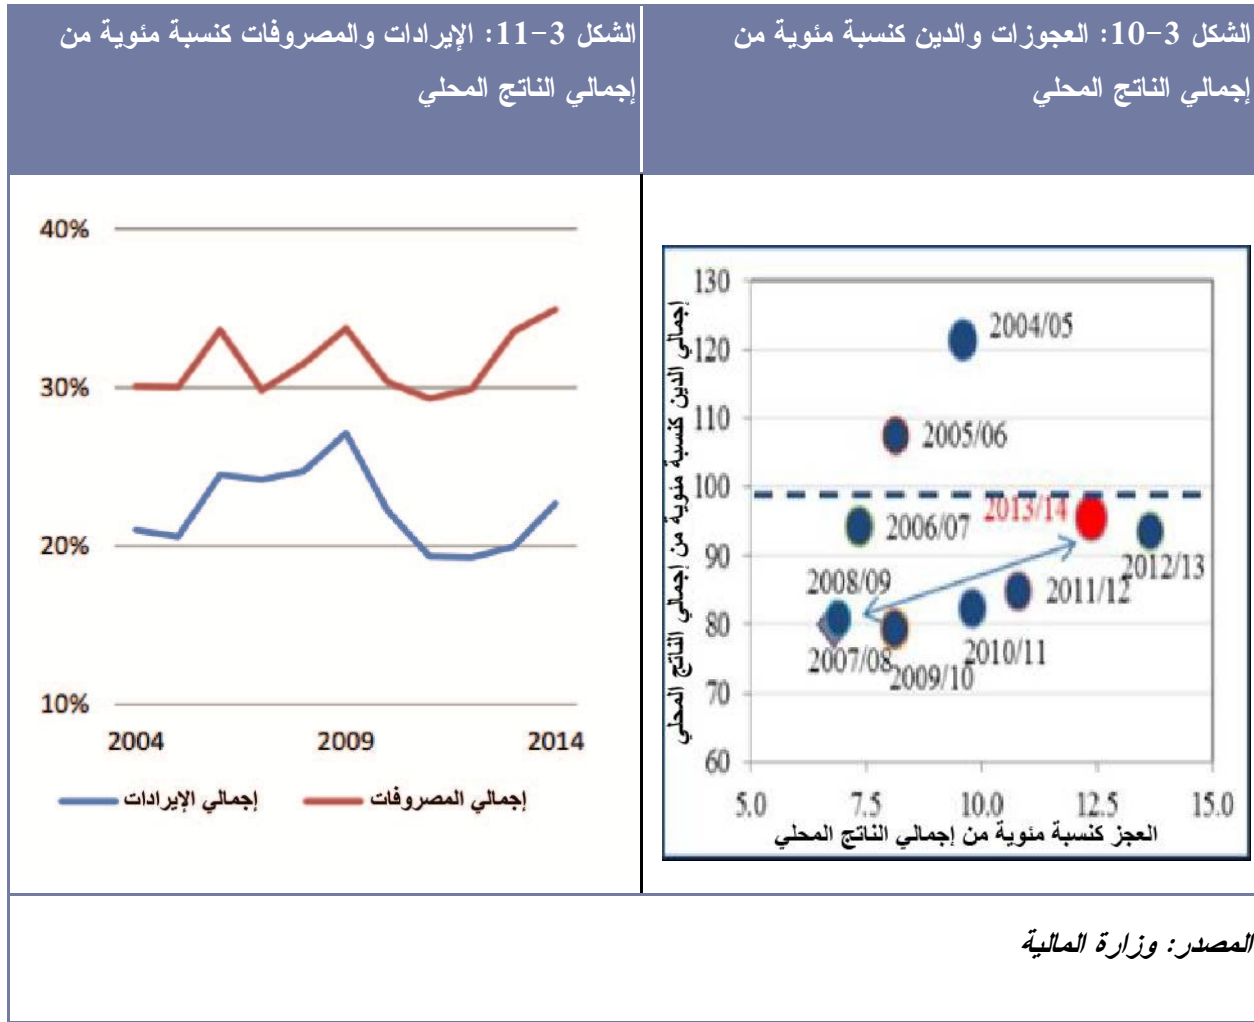 الشكل 3-10: العجوزات والدين كنسبة مئوية من
إجمالي الناتج المحلي
إجمالي الدين كنسبة مئوية من إجمالي الناتج المحلي
130
120
110
100
90
80
70
60
2004/05
2005/06
2013/14
2006/07
2012/13
2008/09
2011/12
2010/11
2007/08
2009/10
5.0 7.5 10.0 12.5 15.0
العجز كنسبة مئوية من إجمالي الناتج المحلي
الشكل 3-11: الإيرادات والمصروفات كنسبة مئوية من
إجمالي الناتج المحلي
40%
30%
20%
10%
2004 2009 2014
إجمالي المصروفات إجمالي الإيرادات
المصدر: وزارة المالية